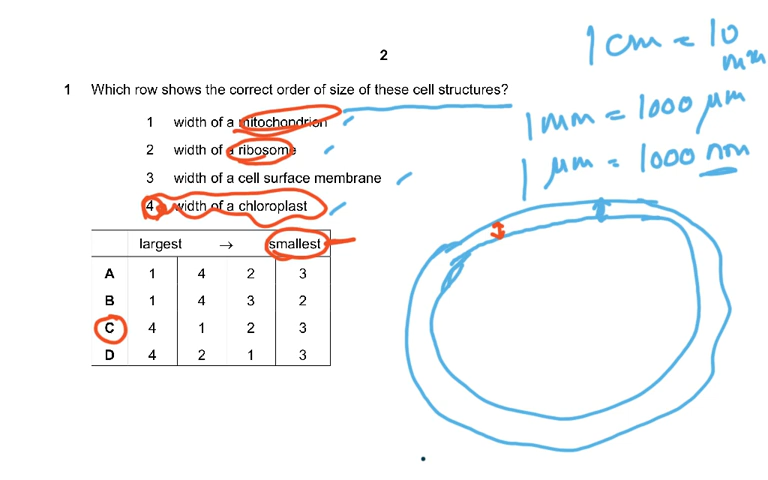 2
1 cm = 10 mm
1 Which row shows the correct order of size of these cell structures?
1 mm = 1000 µm
1 width of a mitochondrion
2 width of a ribosome
1 µm = 1000 nm
3 width of a cell surface membrane
4 width of a chloroplast
largest → smallest
A 1 4 2 3
B 1 4 3 2
C 4 1 2 3
D 4 2 1 3